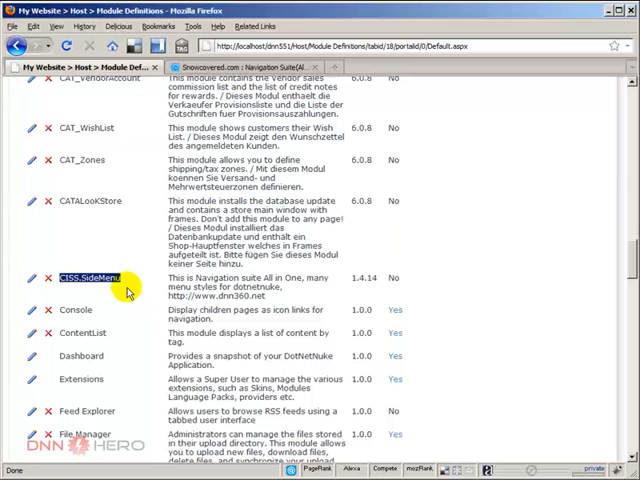 My Website > Host > Module Definitions - Mozilla Firefox
File Edit View History Delicious Bookmarks Tools Help Related Links
http://localhost/dnn551/Host/Module Definitions/tabid/18/portalid/0/Default.aspx
My Website > Host > Module Def... Snowcovered.com : Navigation Suite(Al...
CAT_VendorAccount This module contains the vendor sales
commission list and the list of credit notes
for rewards. / Dieses Modul enthaelt die
Verkaeufer Provisionsliste und die Liste der
Gutschriften fuer Provisionsauszahlungen.
CAT_WishList This module shows customers their Wish 6.0.8 No
List. / Dieses Modul zeigt den Wunschzettel
des angemeldeten Kunden.
CAT_Zones This module allows you to define 6.0.8 No
shipping/tax zones. / Mit diesem Modul
koennen Sie Versand- und
Mehrwertsteuerzonen definieren.
CATALooKStore This module installs the database update 6.0.8 No
and contains a store main window with
frames. Don't add this module to any page!
/ Dieses Modul installiert das
Datenbankupdate und enthält ein
Shop-Hauptfenster welches in Frames
aufgeteilt ist. Bitte fügen Sie dieses Modul
keiner Seite hinzu!
CISS.SideMenu This is Navigation suite All in One, many 1.4.14 No
menu styles for dotnetnuke,
http://www.dnn360.net
Console Display children pages as icon links for 1.0.0 Yes
navigation.
ContentList This module displays a list of content by 1.0.0 Yes
tag.
Dashboard Provides a snapshot of your DotNetNuke 1.0.0 Yes
Application.
Extensions Allows a Super User to manage the various 1.0.0 Yes
extensions, such as Skins, Modules
Language Packs, providers etc.
Feed Explorer Allows users to browse RSS feeds using a 1.0.0 No
tabbed user interface
File Manager Administrators can manage the files stored 1.0.0 Yes
in their upload directory. This module allows
you to upload new files, download files,
delete files, and synchronize your upload
DNN HERO
Done PageRank Alexa Compete mozRank private